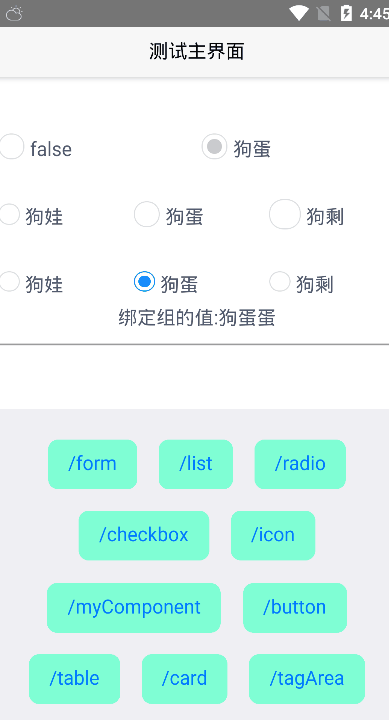 4:45
测试主界面
false 狗蛋
狗娃 狗蛋 狗剩
狗娃 狗蛋 狗剩
绑定组的值:狗蛋蛋
/form /list /radio
/checkbox /icon
/myComponent /button
/table /card /tagArea